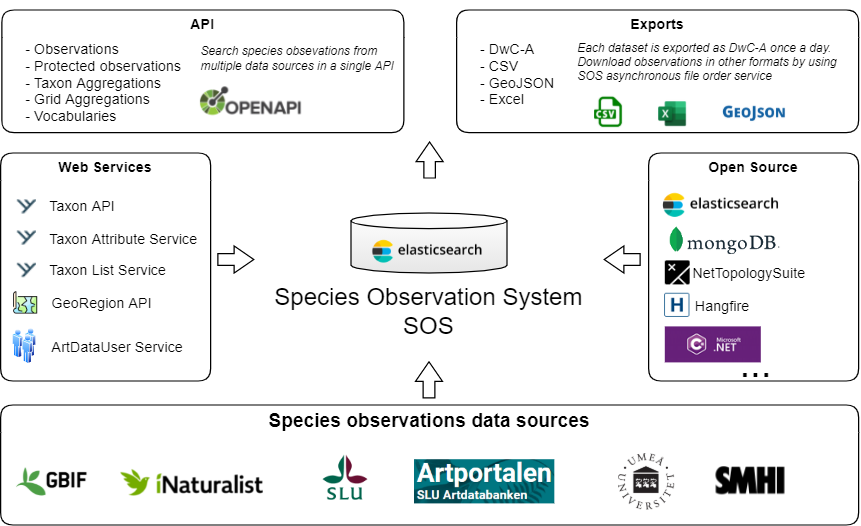 API
- Observations
- Protected observations
- Taxon Aggregations
- Grid Aggregations
- Vocabularies
Search species obsevations from
multiple data sources in a single API
OPENAPI
Exports
- DwC-A
- CSV
- GeoJSON
- Excel
Each dataset is exported as DwC-A once a day.
Download observations in other formats by using
SOS asynchronous file order service
CSV
X
GEOJSON
Web Services
Taxon API
Taxon Attribute Service
Taxon List Service
GeoRegion API
ArtDataUser Service
elasticsearch
Species Observation System
SOS
Open Source
elasticsearch
mongoDB.
NetTopologySuite
H Hangfire
C# Microsoft
.NET
...
Species observations data sources
GBIF
iNaturalist
SLU
Artportalen
SLU Artdatabanken
UMEÅ
UNIVERSITET
SMHI